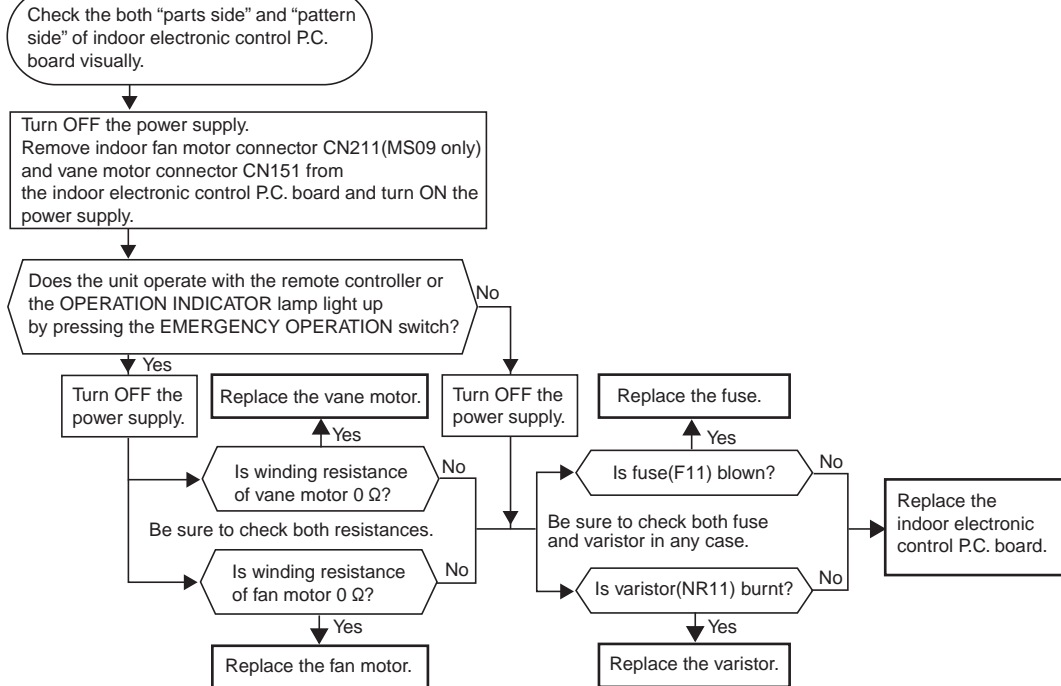 Check the both “parts side” and “pattern
side” of indoor electronic control P.C.
board visually.
Turn OFF the power supply.
Remove indoor fan motor connector CN211(MS09 only)
and vane motor connector CN151 from
the indoor electronic control P.C. board and turn ON the
power supply.
Does the unit operate with the remote controller or
the OPERATION INDICATOR lamp light up
by pressing the EMERGENCY OPERATION switch?
No
Yes
Turn OFF the
power supply.
Replace the vane motor.
Turn OFF the
power supply.
Replace the fuse.
Yes
Yes
Is winding resistance
of vane motor 0 Ω?
No
Is fuse(F11) blown?
No
Be sure to check both resistances.
Be sure to check both fuse
and varistor in any case.
Replace the
indoor electronic
control P.C. board.
Is winding resistance
of fan motor 0 Ω?
No
Is varistor(NR11) burnt?
No
Yes
Yes
Replace the fan motor.
Replace the varistor.